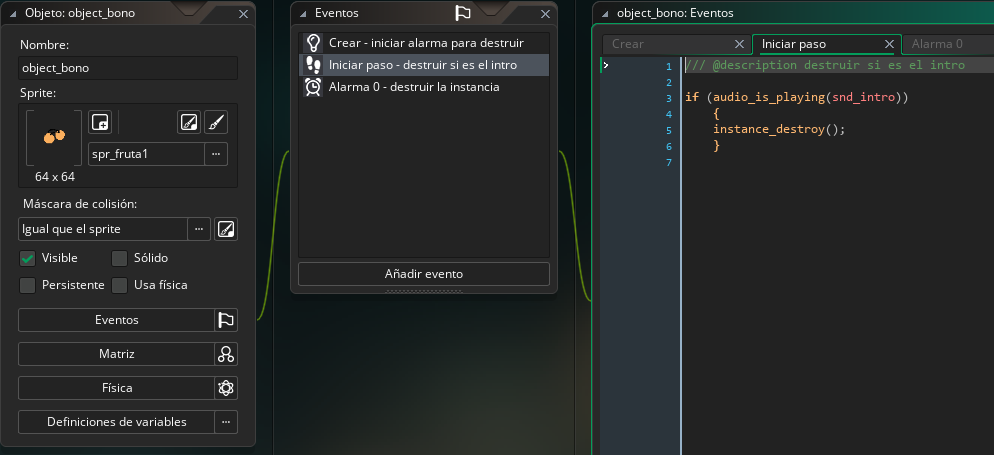 Objeto: object_bono
Nombre:
object_bono
Sprite:
spr_fruta1
...
64 x 64
Máscara de colisión:
Igual que el sprite
...
Visible
Sólido
Persistente
Usa física
Eventos
Matriz
Física
Definiciones de variables
...
Eventos
Crear - iniciar alarma para destruir
Iniciar paso - destruir si es el intro
Alarma 0 - destruir la instancia
Añadir evento
object_bono: Eventos
Crear
Iniciar paso
Alarma 0
1 /// @description destruir si es el intro
2
3 if (audio_is_playing(snd_intro))
4 {
5 instance_destroy();
6 }
7